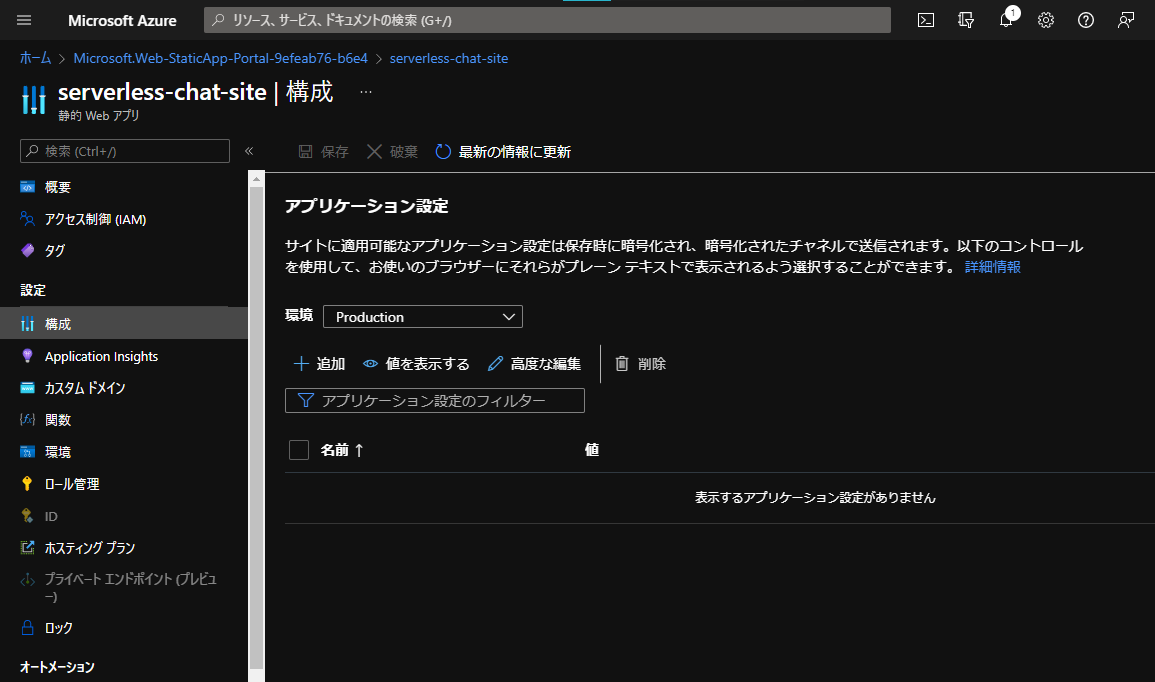 Microsoft Azure
リソース、サービス、ドキュメントの検索 (G+/)
1
ホーム > Microsoft.Web-StaticApp-Portal-9efeab76-b6e4 > serverless-chat-site
serverless-chat-site | 構成 …
静的 Web アプリ
検索 (Ctrl+/)
«
保存 破棄 最新の情報に更新
概要
アクセス制御 (IAM)
タグ
設定
構成
Application Insights
カスタム ドメイン
関数
環境
ロール管理
ID
ホスティング プラン
プライベート エンドポイント (プレビュ
ー)
ロック
オートメーション
アプリケーション設定
サイトに適用可能なアプリケーション設定は保存時に暗号化され、暗号化されたチャネルで送信されます。以下のコントロール
を使用して、お使いのブラウザーにそれらがプレーン テキストで表示されるよう選択することができます。 詳細情報
環境 Production
追加 値を表示する 高度な編集 削除
アプリケーション設定のフィルター
名前 ↑ 値
表示するアプリケーション設定がありません